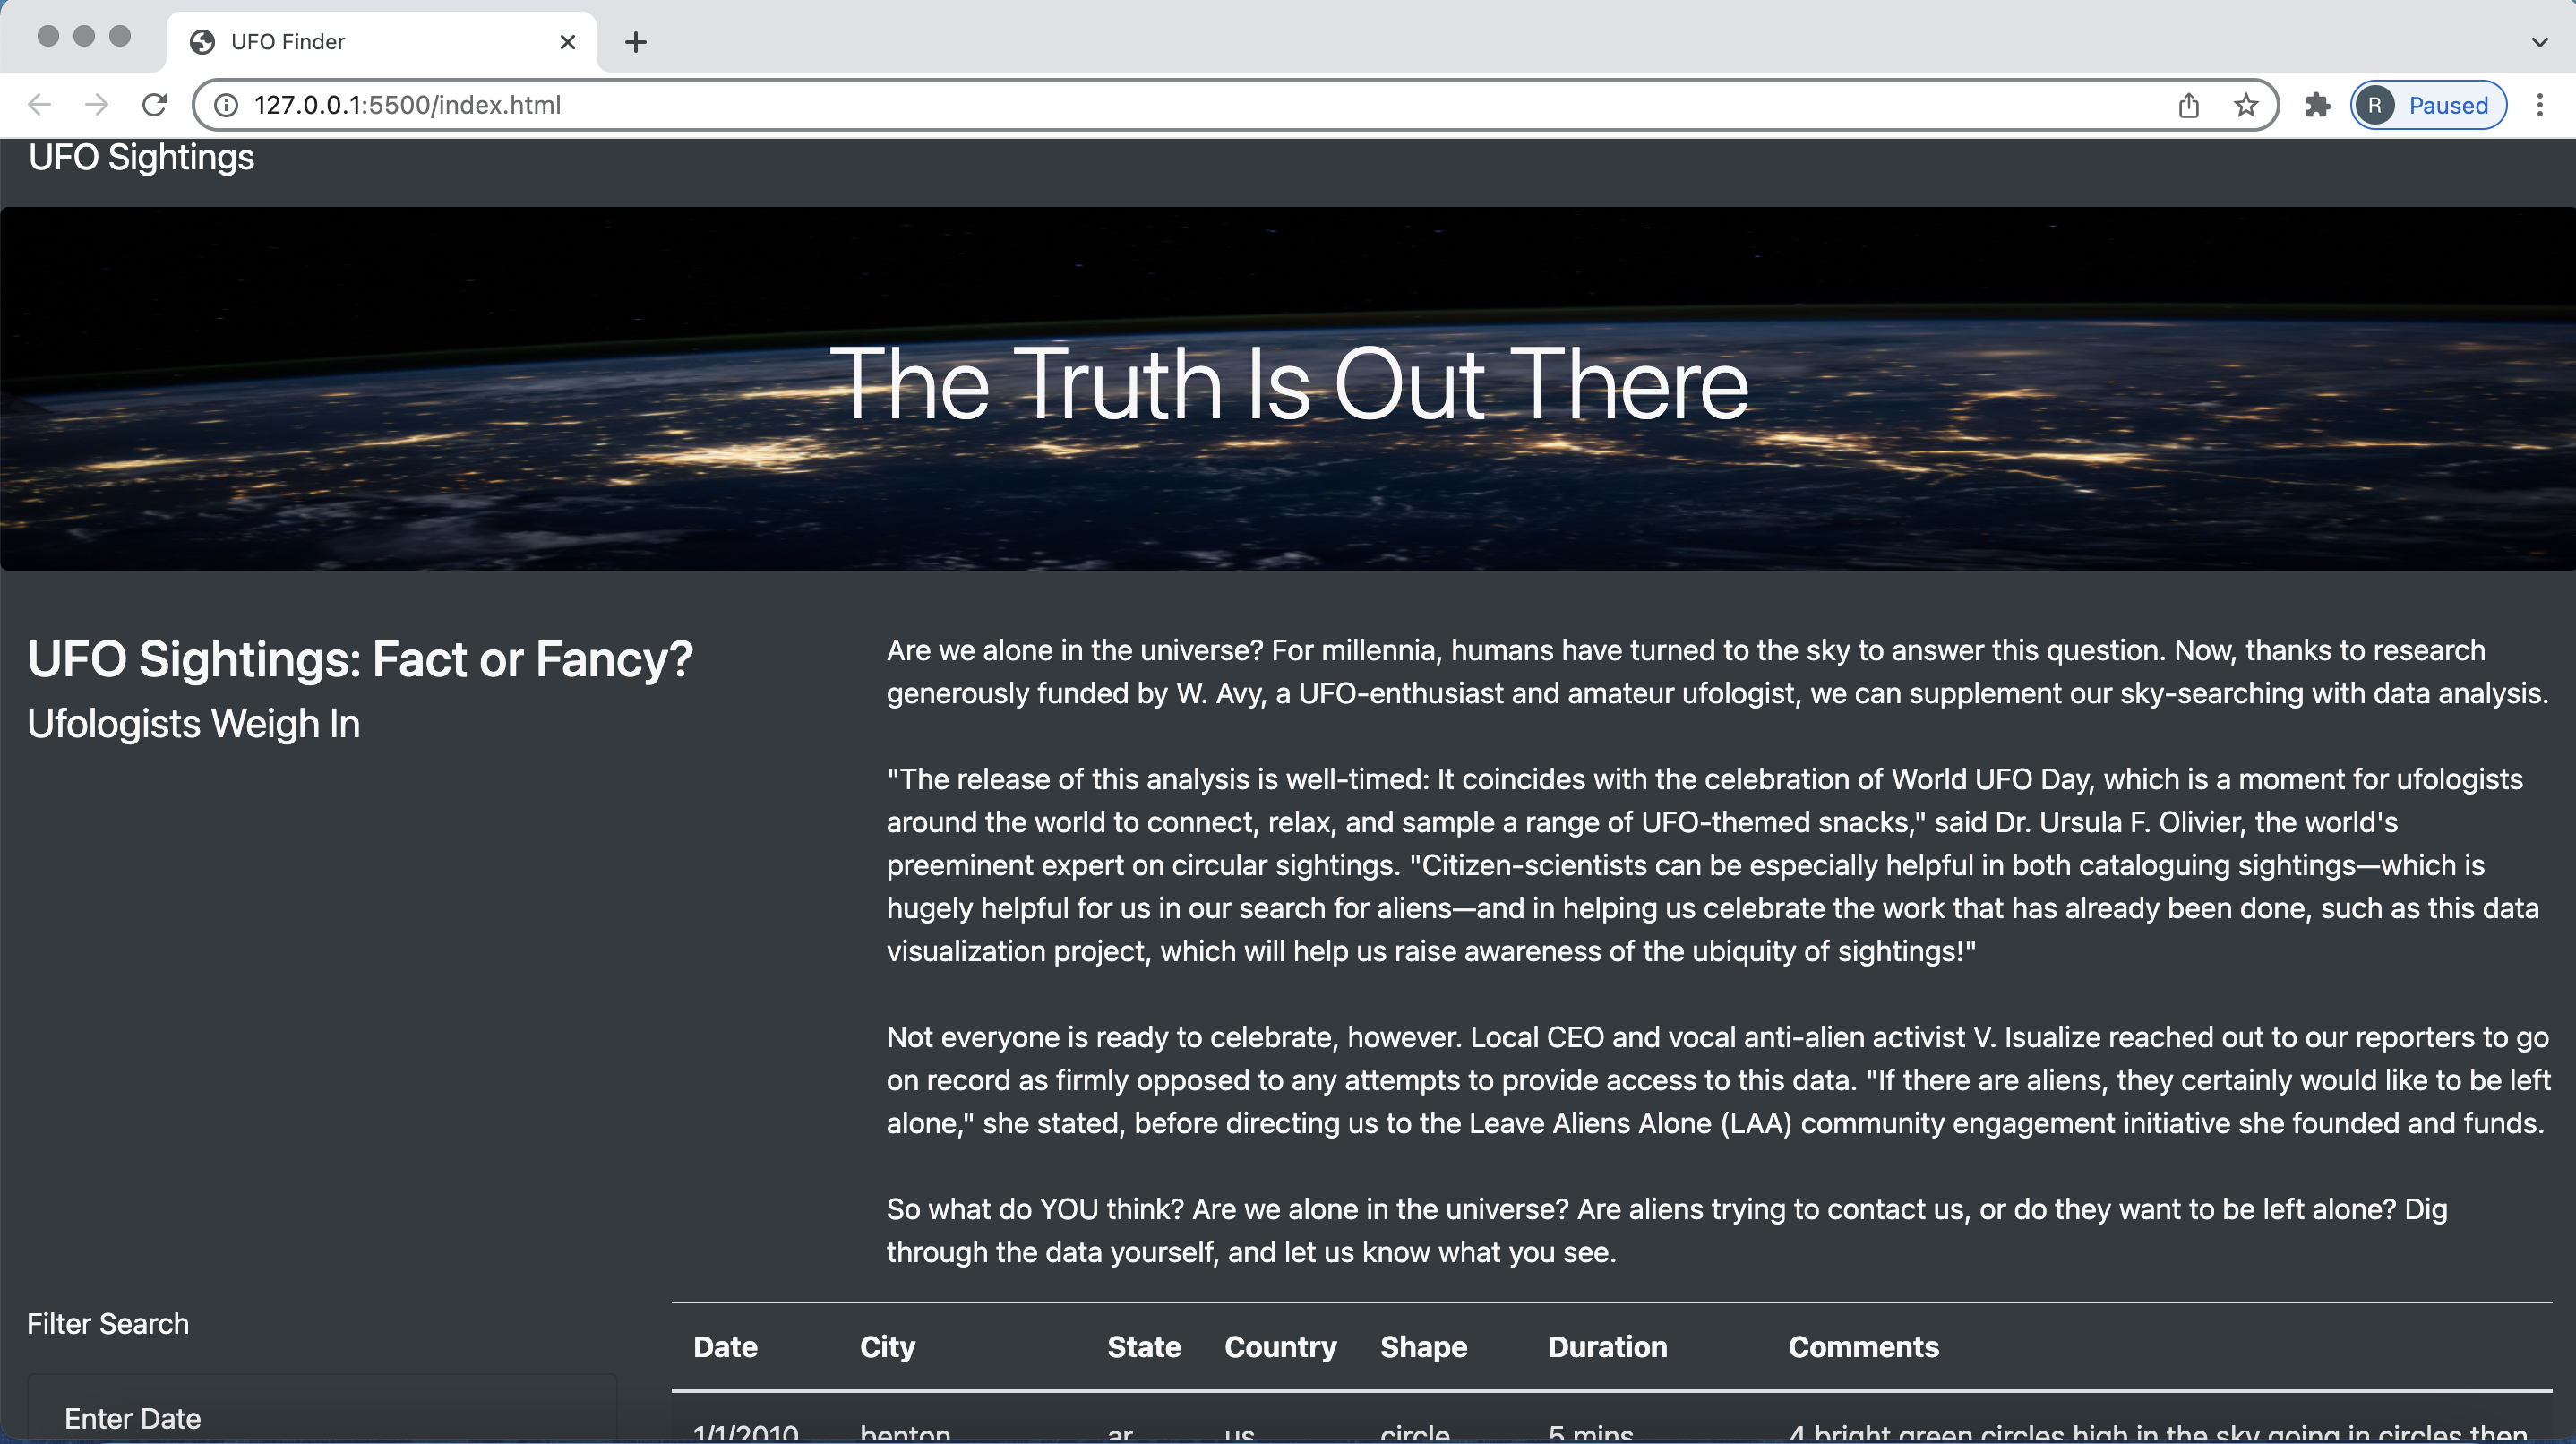 UFO Finder
127.0.0.1:5500/index.html
R Paused
UFO Sightings
The Truth Is Out There
UFO Sightings: Fact or Fancy?
Ufologists Weigh In
Are we alone in the universe? For millennia, humans have turned to the sky to answer this question. Now, thanks to research
generously funded by W. Avy, a UFO-enthusiast and amateur ufologist, we can supplement our sky-searching with data analysis.
"The release of this analysis is well-timed: It coincides with the celebration of World UFO Day, which is a moment for ufologists
around the world to connect, relax, and sample a range of UFO-themed snacks," said Dr. Ursula F. Olivier, the world's
preeminent expert on circular sightings. "Citizen-scientists can be especially helpful in both cataloguing sightings—which is
hugely helpful for us in our search for aliens—and in helping us celebrate the work that has already been done, such as this data
visualization project, which will help us raise awareness of the ubiquity of sightings!"
Not everyone is ready to celebrate, however. Local CEO and vocal anti-alien activist V. Isualize reached out to our reporters to go
on record as firmly opposed to any attempts to provide access to this data. "If there are aliens, they certainly would like to be left
alone," she stated, before directing us to the Leave Aliens Alone (LAA) community engagement initiative she founded and funds.
So what do YOU think? Are we alone in the universe? Are aliens trying to contact us, or do they want to be left alone? Dig
through the data yourself, and let us know what you see.
Filter Search
Date City State Country Shape Duration Comments
Enter Date
1/1/2010 benton ar us circle 5 mins 4 bright green circles high in the sky going in circles then